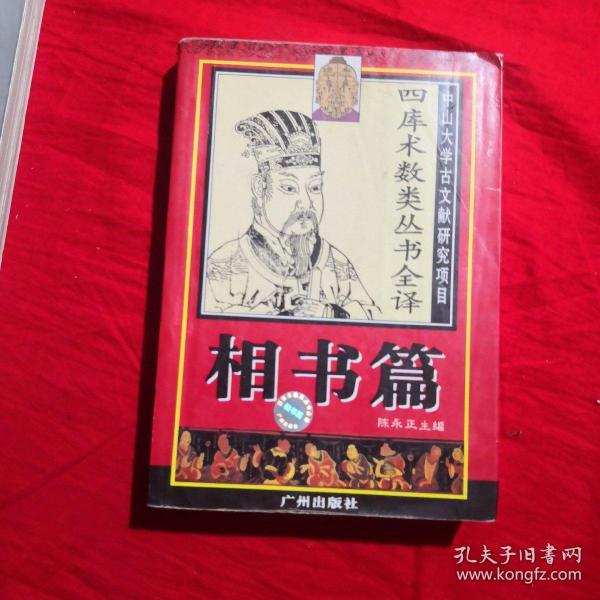 中山大学古文献研究项目
四库术数类丛书全译
相书篇
陈永正主编
广州出版社
孔夫子旧书网
www.kongfz.com